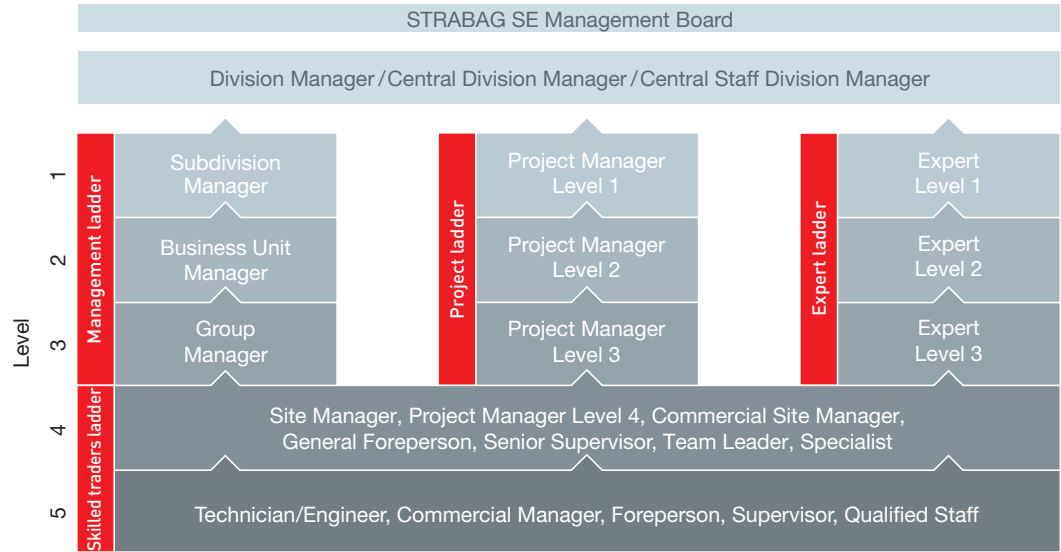 STRABAG SE Management Board
Division Manager/Central Division Manager/Central Staff Division Manager
Level
1
2
3
4
5
Management ladder
Subdivision
Manager
Business Unit
Manager
Group
Manager
Project ladder
Project Manager
Level 1
Project Manager
Level 2
Project Manager
Level 3
Expert ladder
Expert
Level 1
Expert
Level 2
Expert
Level 3
Skilled traders ladder
Site Manager, Project Manager Level 4, Commercial Site Manager,
General Foreperson, Senior Supervisor, Team Leader, Specialist
Technician/Engineer, Commercial Manager, Foreperson, Supervisor, Qualified Staff